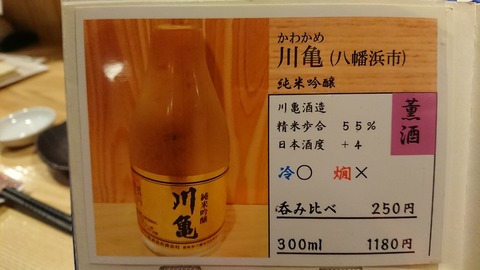 かわかめ
川亀(八幡浜市)
純米吟醸
川亀酒造
精米歩合 55%
日本酒度 +4
薫酒
冷○ 燗×
呑み比べ 250円
300ml 1180円
純米吟醸
川亀